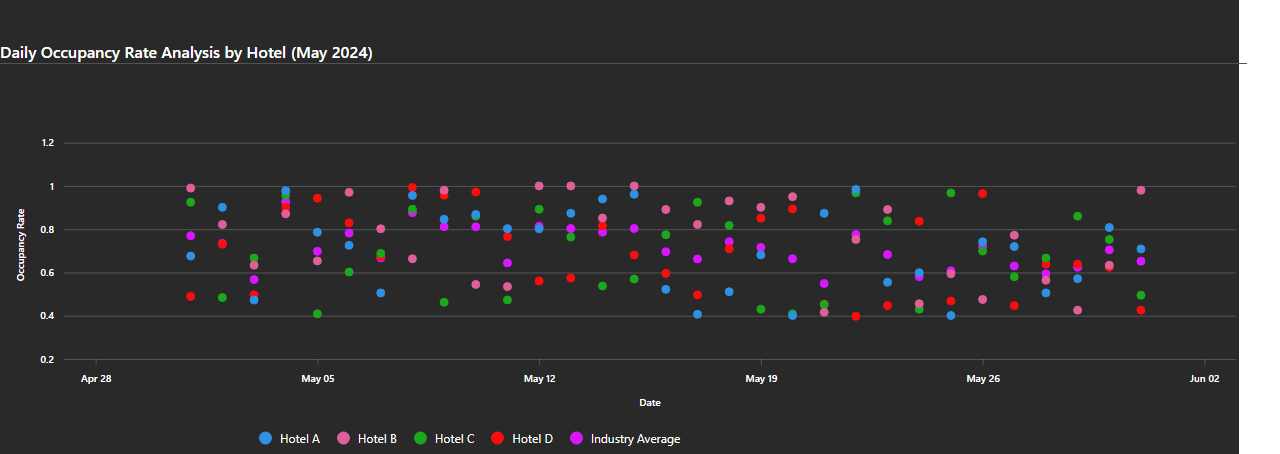 Daily Occupancy Rate Analysis by Hotel (May 2024)
1.2
1
0.8
0.6
0.4
0.2
Occupancy Rate
Apr 28 May 05 May 12 May 19 May 26 Jun 02
Date
Hotel A Hotel B Hotel C Hotel D Industry Average